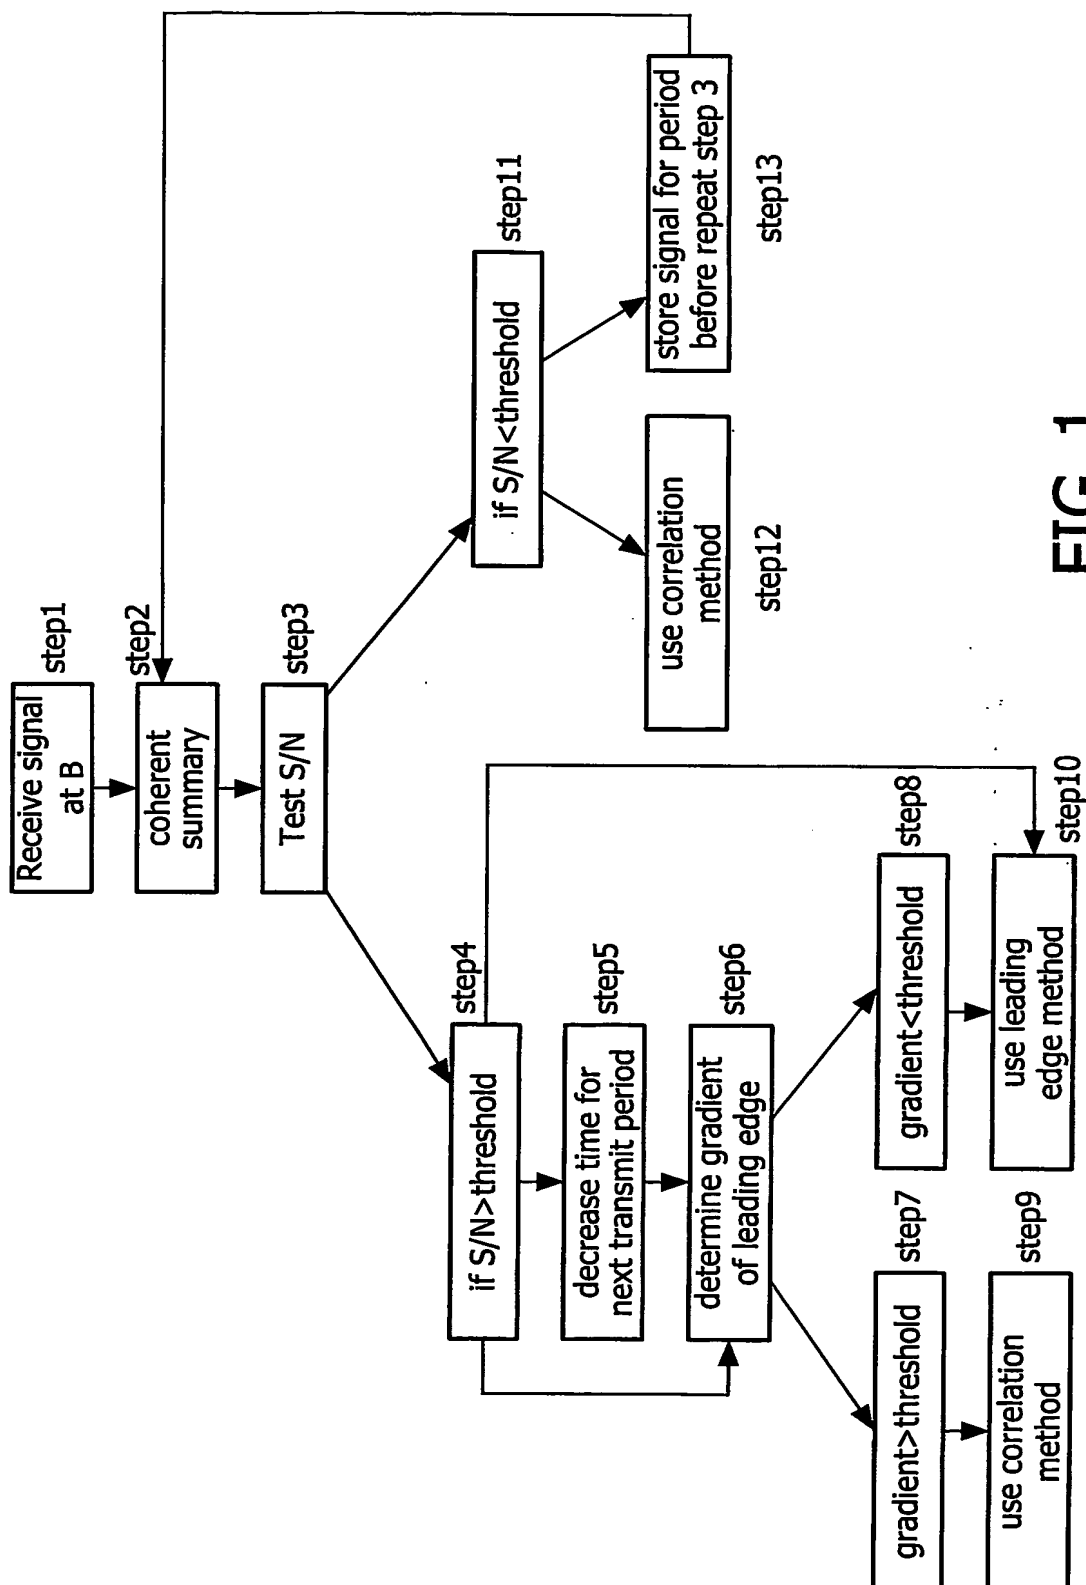 Receive signal
at B
step1
step2
coherent
summary
step3
Test S/N
step4
if S/N>threshold
step5
decrease time for
next transmit period
step6
determine gradient
of leading edge
step7
gradient>threshold
step8
gradient<threshold
step9
use correlation
method
step10
use leading
edge method
step11
if S/N<threshold
step12
use correlation
method
step13
store signal for period
before repeat step 3
FIG 1